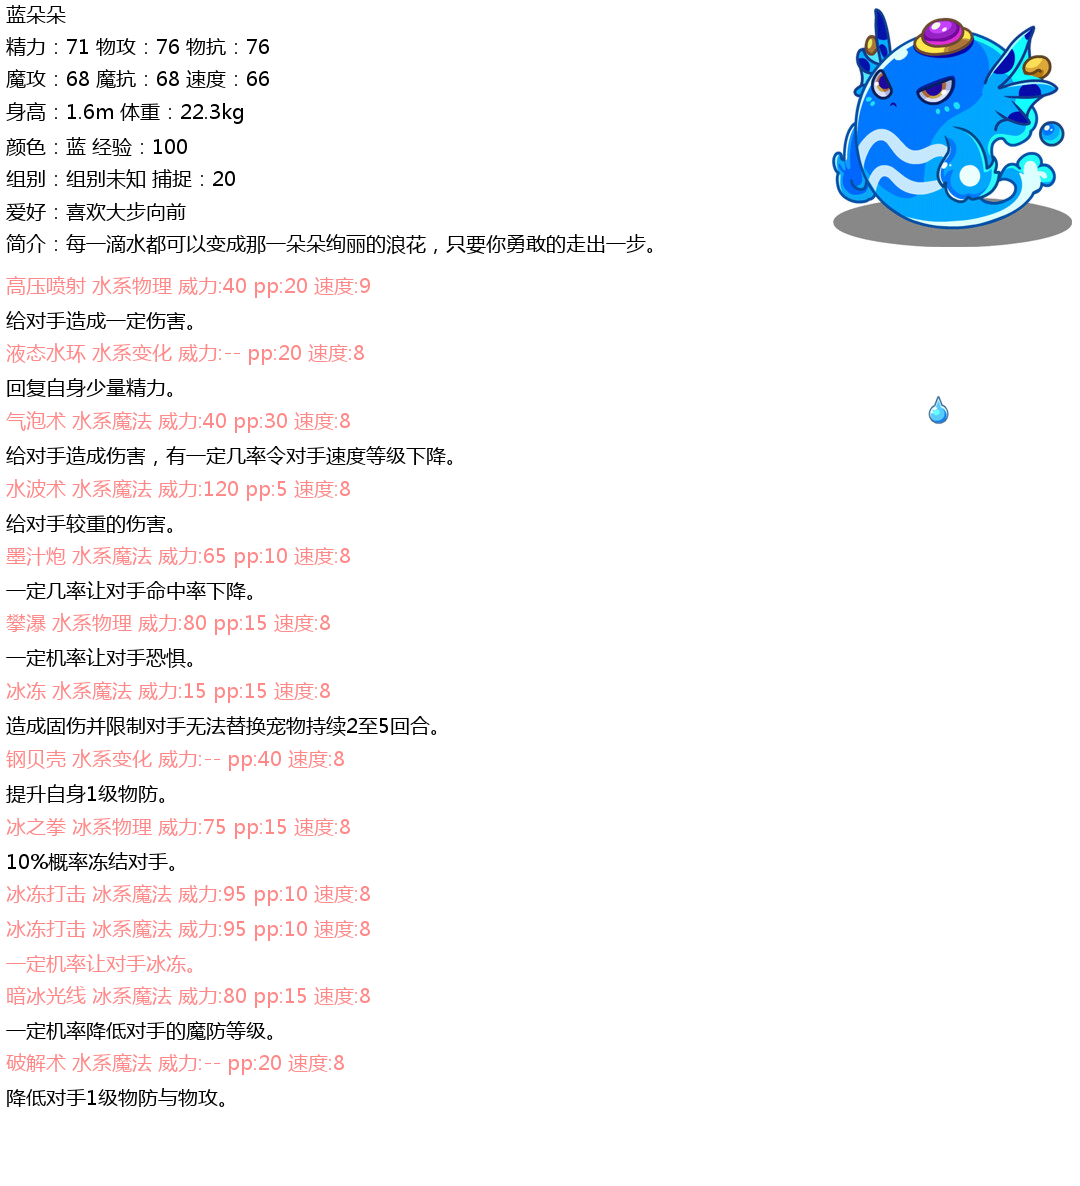 蓝朵朵
精力：71 物攻：76 物抗：76
魔攻：68 魔抗：68 速度：66
身高：1.6m 体重：22.3kg
颜色：蓝 经验：100
组别：组别未知 捕捉：20
爱好：喜欢大步向前
简介：每一滴水都可以变成那一朵朵绚丽的浪花，只要你勇敢的走出一步。
高压喷射 水系物理 威力:40 pp:20 速度:9
给对手造成一定伤害。
液态水环 水系变化 威力:-- pp:20 速度:8
回复自身少量精力。
气泡术 水系魔法 威力:40 pp:30 速度:8
给对手造成伤害，有一定几率令对手速度等级下降。
水波术 水系魔法 威力:120 pp:5 速度:8
给对手较重的伤害。
墨汁炮 水系魔法 威力:65 pp:10 速度:8
一定几率让对手命中率下降。
攀瀑 水系物理 威力:80 pp:15 速度:8
一定机率让对手恐惧。
冰冻 水系魔法 威力:15 pp:15 速度:8
造成固伤并限制对手无法替换宠物持续2至5回合。
钢贝壳 水系变化 威力:-- pp:40 速度:8
提升自身1级物防。
冰之拳 冰系物理 威力:75 pp:15 速度:8
10%概率冻结对手。
冰冻打击 冰系魔法 威力:95 pp:10 速度:8
冰冻打击 冰系魔法 威力:95 pp:10 速度:8
一定机率让对手冰冻。
暗冰光线 冰系魔法 威力:80 pp:15 速度:8
一定机率降低对手的魔防等级。
破解术 水系魔法 威力:-- pp:20 速度:8
降低对手1级物防与物攻。